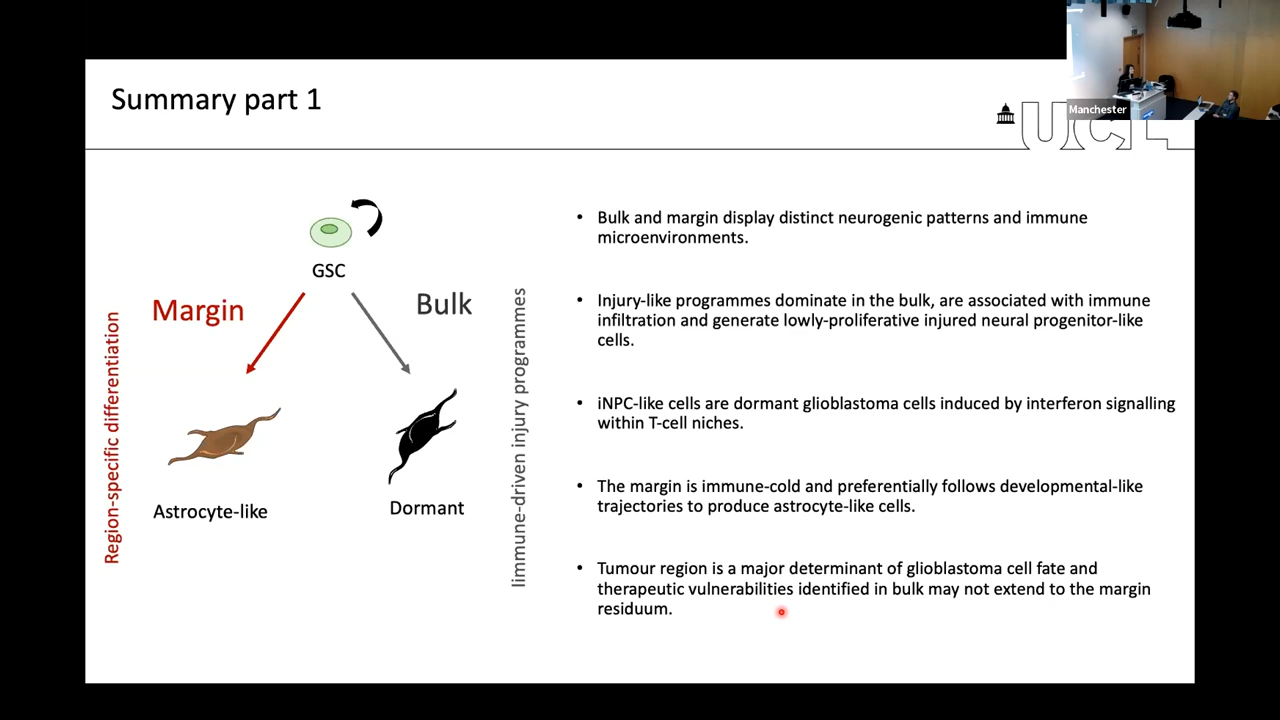 Summary part 1
Manchester
UCL
GSC
Margin
Bulk
Region-specific differentiation
Iimmune-driven injury programmes
Astrocyte-like
Dormant
• Bulk and margin display distinct neurogenic patterns and immune
microenvironments.
• Injury-like programmes dominate in the bulk, are associated with immune
infiltration and generate lowly-proliferative injured neural progenitor-like
cells.
• iNPC-like cells are dormant glioblastoma cells induced by interferon signalling
within T-cell niches.
• The margin is immune-cold and preferentially follows developmental-like
trajectories to produce astrocyte-like cells.
• Tumour region is a major determinant of glioblastoma cell fate and
therapeutic vulnerabilities identified in bulk may not extend to the margin
residuum.